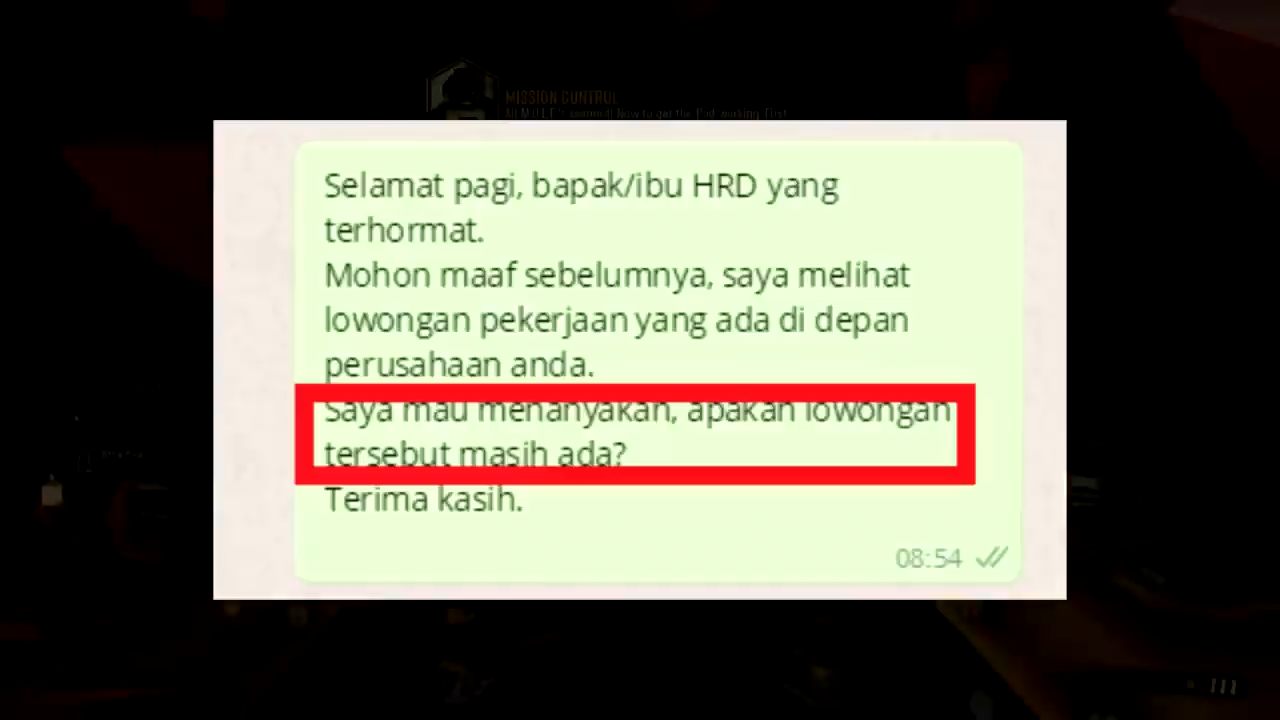 MISSION CONTROL
Selamat pagi, bapak/ibu HRD yang
terhormat.
Mohon maaf sebelumnya, saya melihat
lowongan pekerjaan yang ada di depan
perusahaan anda.
Saya mau menanyakan, apakah lowongan
tersebut masih ada?
Terima kasih.
08:54